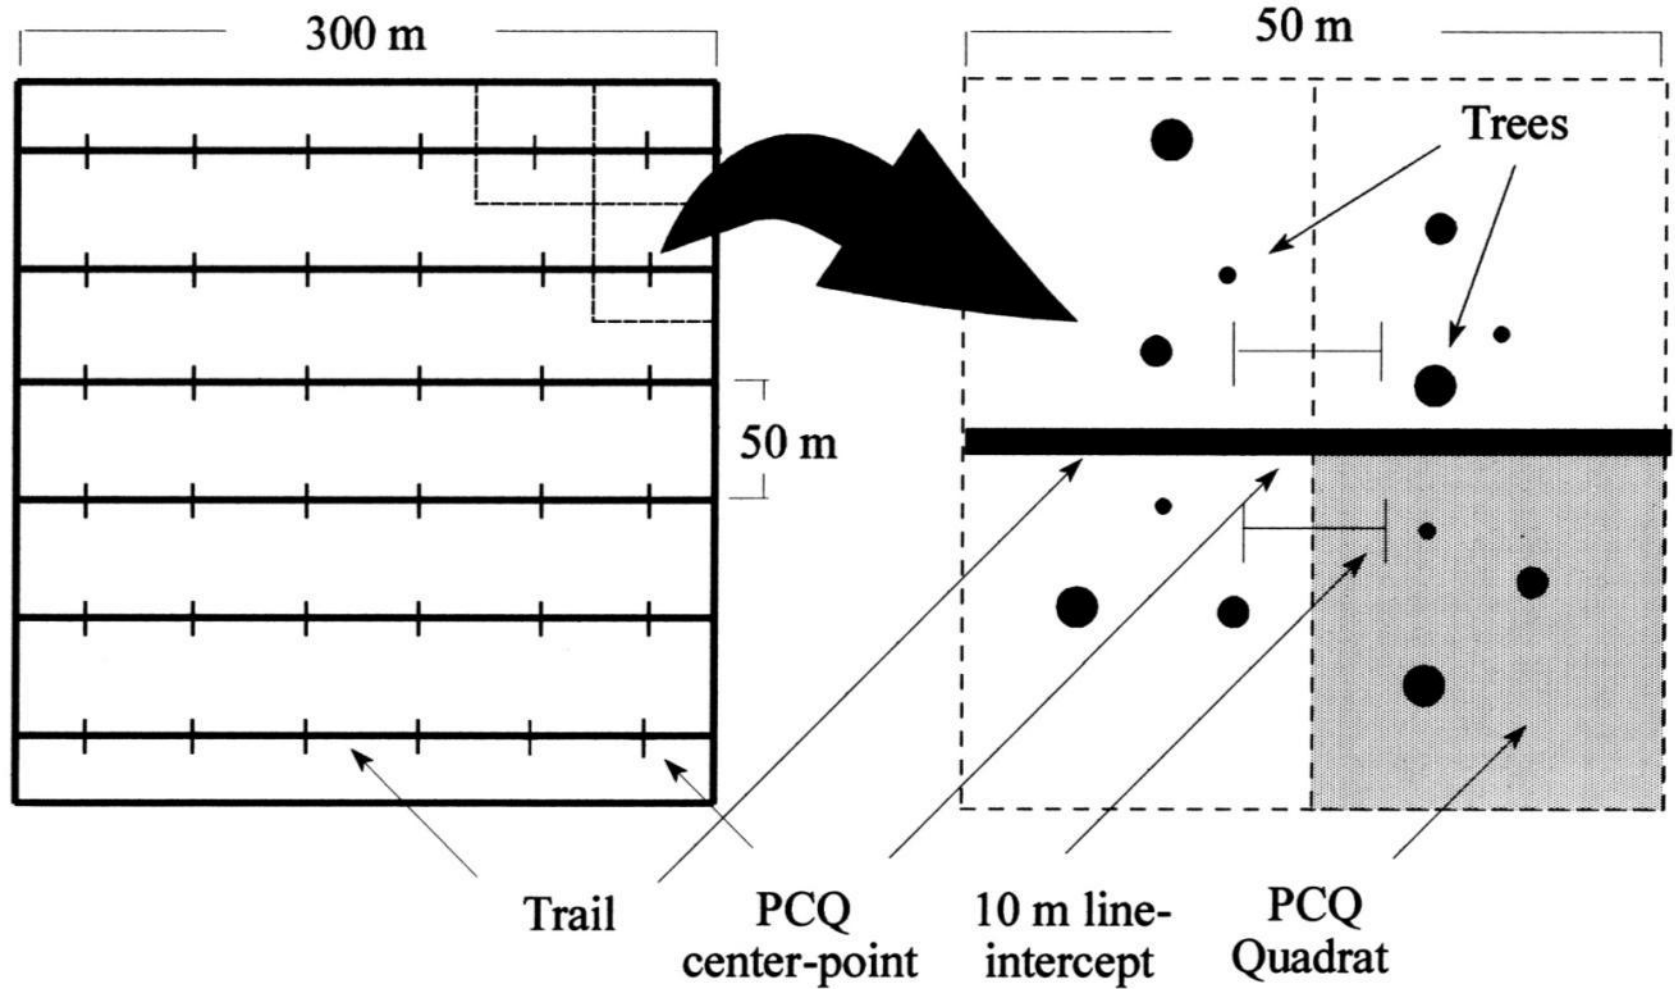 300 m
50 m
Trees
50 m
Trail
PCQ
center-point
10 m line-
intercept
PCQ
Quadrat